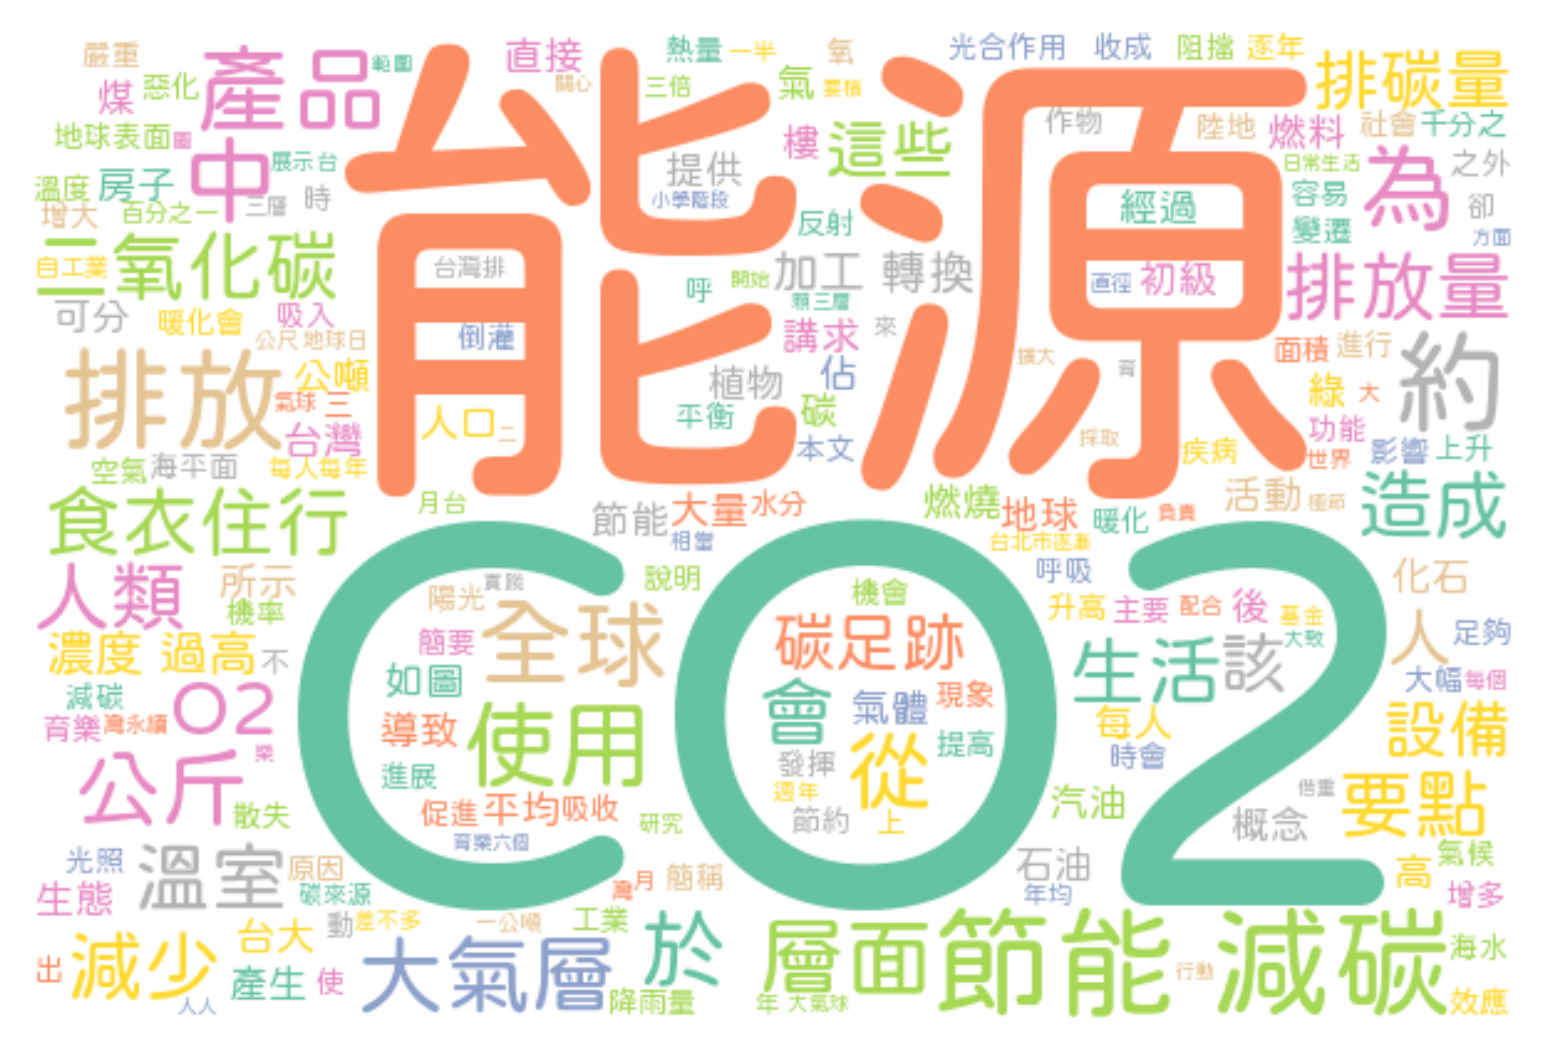 嚴重
產品
範圍
能源
直接
關心
熱量
一半
氧
光合作用
收成
阻擋
逐年
排碳量
煤
惡化
三倍
氣
要積
地球表面
圖
中
展示台
樓
這些
作物
陸地
燃料
社會
千分之
溫度
房子
三層
時
提供
小學階段
日常生活
為
之外
增大
百分之一
反射
經過
容易
變遷
卻
方面
自工業
二氧化碳
台灣排
呼
開始
加工
轉換
直徑
初級
排放量
可分
暖化會
吸入
倒灌
類三層
講求
來
公尺
地球日
擴大
面積
進行
約
排放
公噸
氣球
三
台灣
植物
佔
碳
育
綠
大
人口
二
平衡
本文
採取
疾病
功能
世界
影響
上升
空氣
海平面
每人每年
食衣住行
月台
節能
大量
水分
相當
燃燒
地球
暖化
負責
活動
極節
造成
台北市逐漸
CO2
人類
所示
機率
陽光
實踐
說明
機會
呼吸
化石
濃度
過高
不
簡要
全球
碳足跡
升高
主要
配合
後
基金
大致
人
足夠
減碳
如圖
會
氣體
現象
生活
該
大幅
每個
育樂
灣永續
O2
導致
使用
提高
每人
時會
設備
公斤
樂
進展
發揮
從
散失
促進
平均
吸收
週年
節約
上
研究
汽油
概念
借重
要點
育樂六個
光照
溫室
原因
碳來源
灣
月
簡稱
石油
年均
高
氣候
生態
增多
減少
台大
動
差不多
一公噸
工業
於
層面
節能
減碳
海水
出
產生
使
大氣層
降雨量
年
大氣球
行動
效應
人人